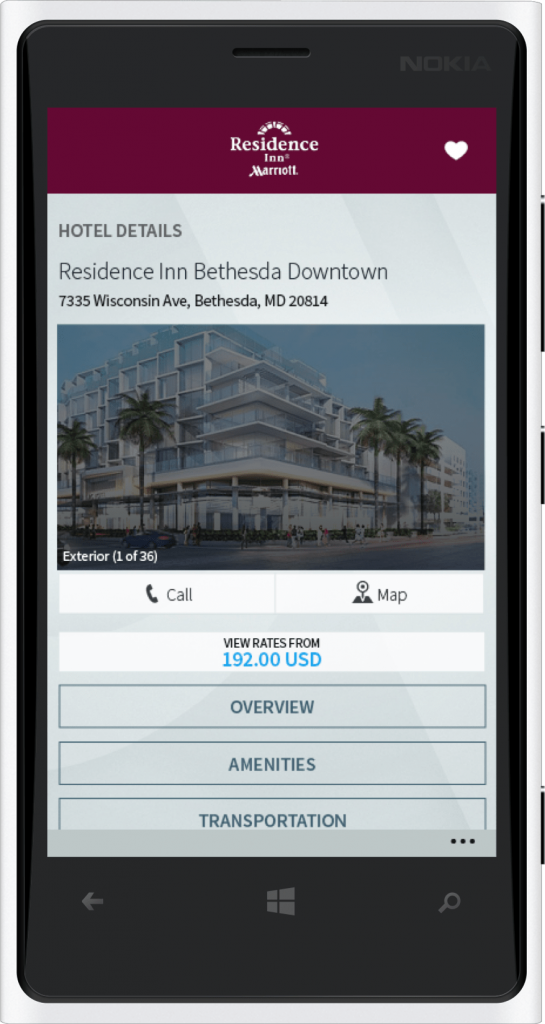 NOKIA
Residence
Inn®
Marriott
HOTEL DETAILS
Residence Inn Bethesda Downtown
7335 Wisconsin Ave, Bethesda, MD 20814
Exterior (1 of 36)
Call
Map
VIEW RATES FROM
192.00 USD
OVERVIEW
AMENITIES
TRANSPORTATION